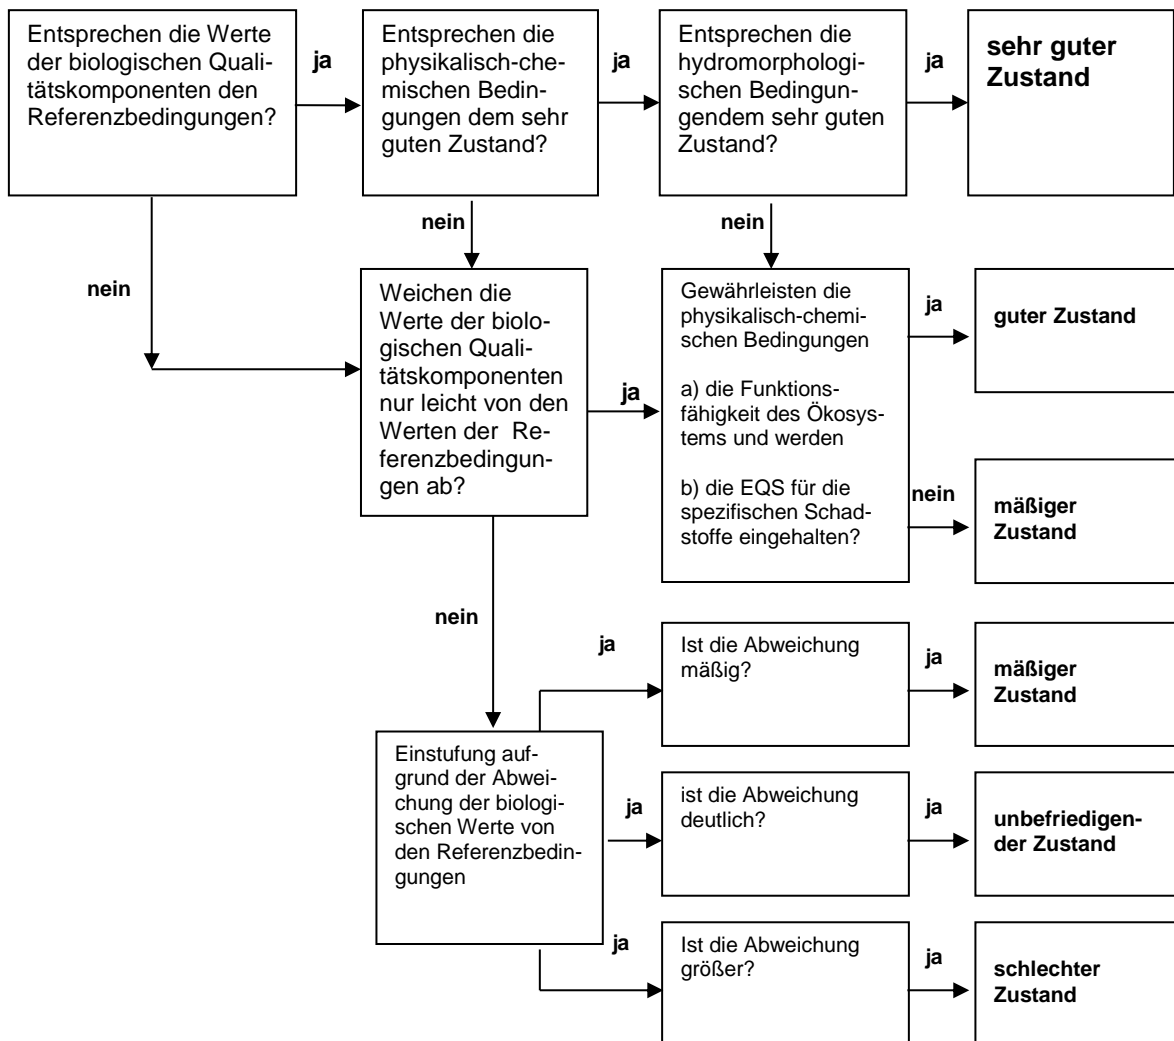 Entsprechen die Werte
der biologischen Quali-
tätskomponenten den
Referenzbedingungen?
ja
Entsprechen die
physikalisch-che-
mischen Bedin-
gungen dem sehr
guten Zustand?
ja
Entsprechen die
hydromorphologi-
schen Bedingun-
gendem sehr guten
Zustand?
ja
sehr guter
Zustand
nein
nein
nein
Weichen die
Werte der biolo-
gischen Quali-
tätskomponenten
nur leicht von den
Werten der Re-
ferenzbedingun-
gen ab?
ja
Gewährleisten die
physikalisch-chemi-
schen Bedingungen
a) die Funktions-
fähigkeit des Ökosys-
tems und werden
b) die EQS für die
spezifischen Schad-
stoffe eingehalten?
ja
guter Zustand
nein
mäßiger
Zustand
nein
Einstufung auf-
grund der Abwei-
chung der biologi-
schen Werte von
den Referenzbedin-
gungen
ja
Ist die Abweichung
mäßig?
ja
mäßiger
Zustand
ja
ist die Abweichung
deutlich?
ja
unbefriedigen-
der Zustand
ja
Ist die Abweichung
größer?
ja
schlechter
Zustand